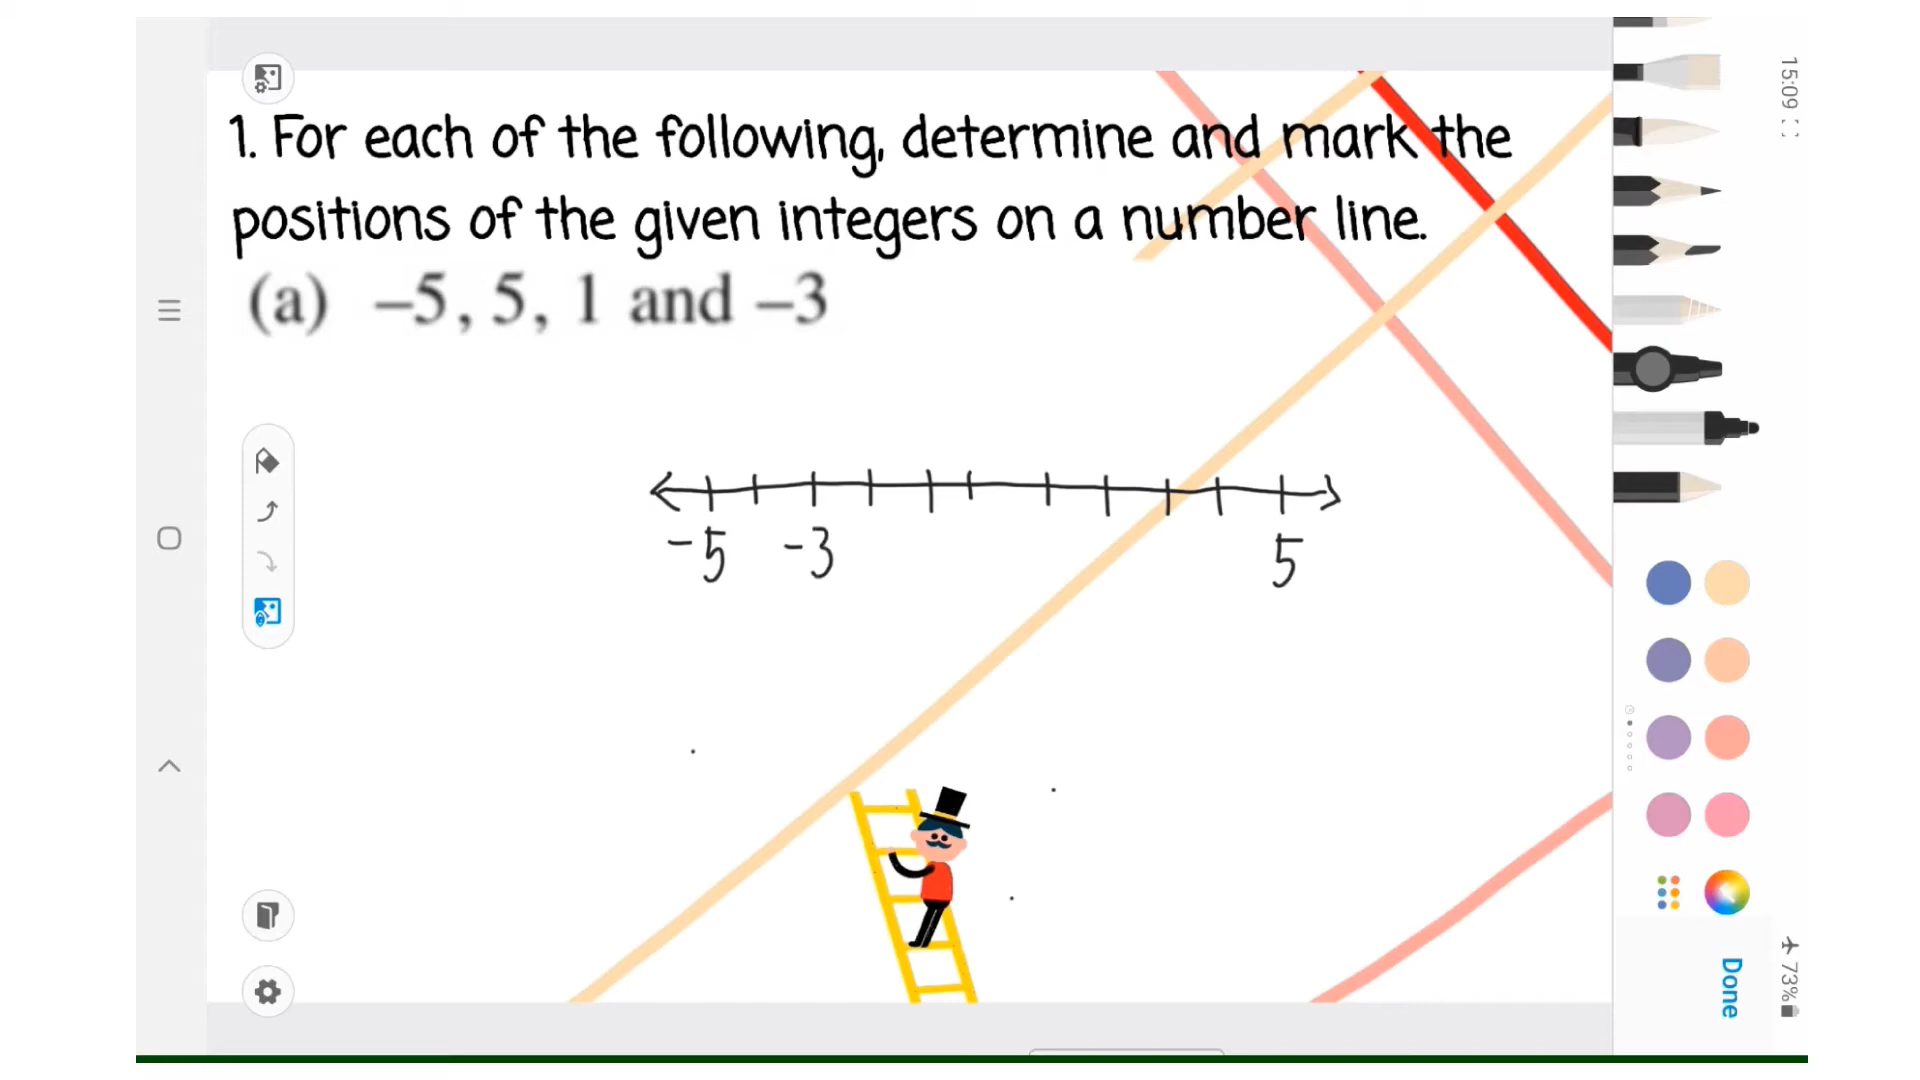 1. For each of the following, determine and mark the
positions of the given integers on a number line.
(a) –5, 5, 1 and –3
-5 -3 5
15:09
73%
Done